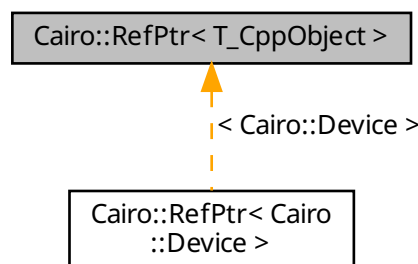 Cairo::RefPtr< T_CppObject >
< Cairo::Device >
Cairo::RefPtr< Cairo
::Device >